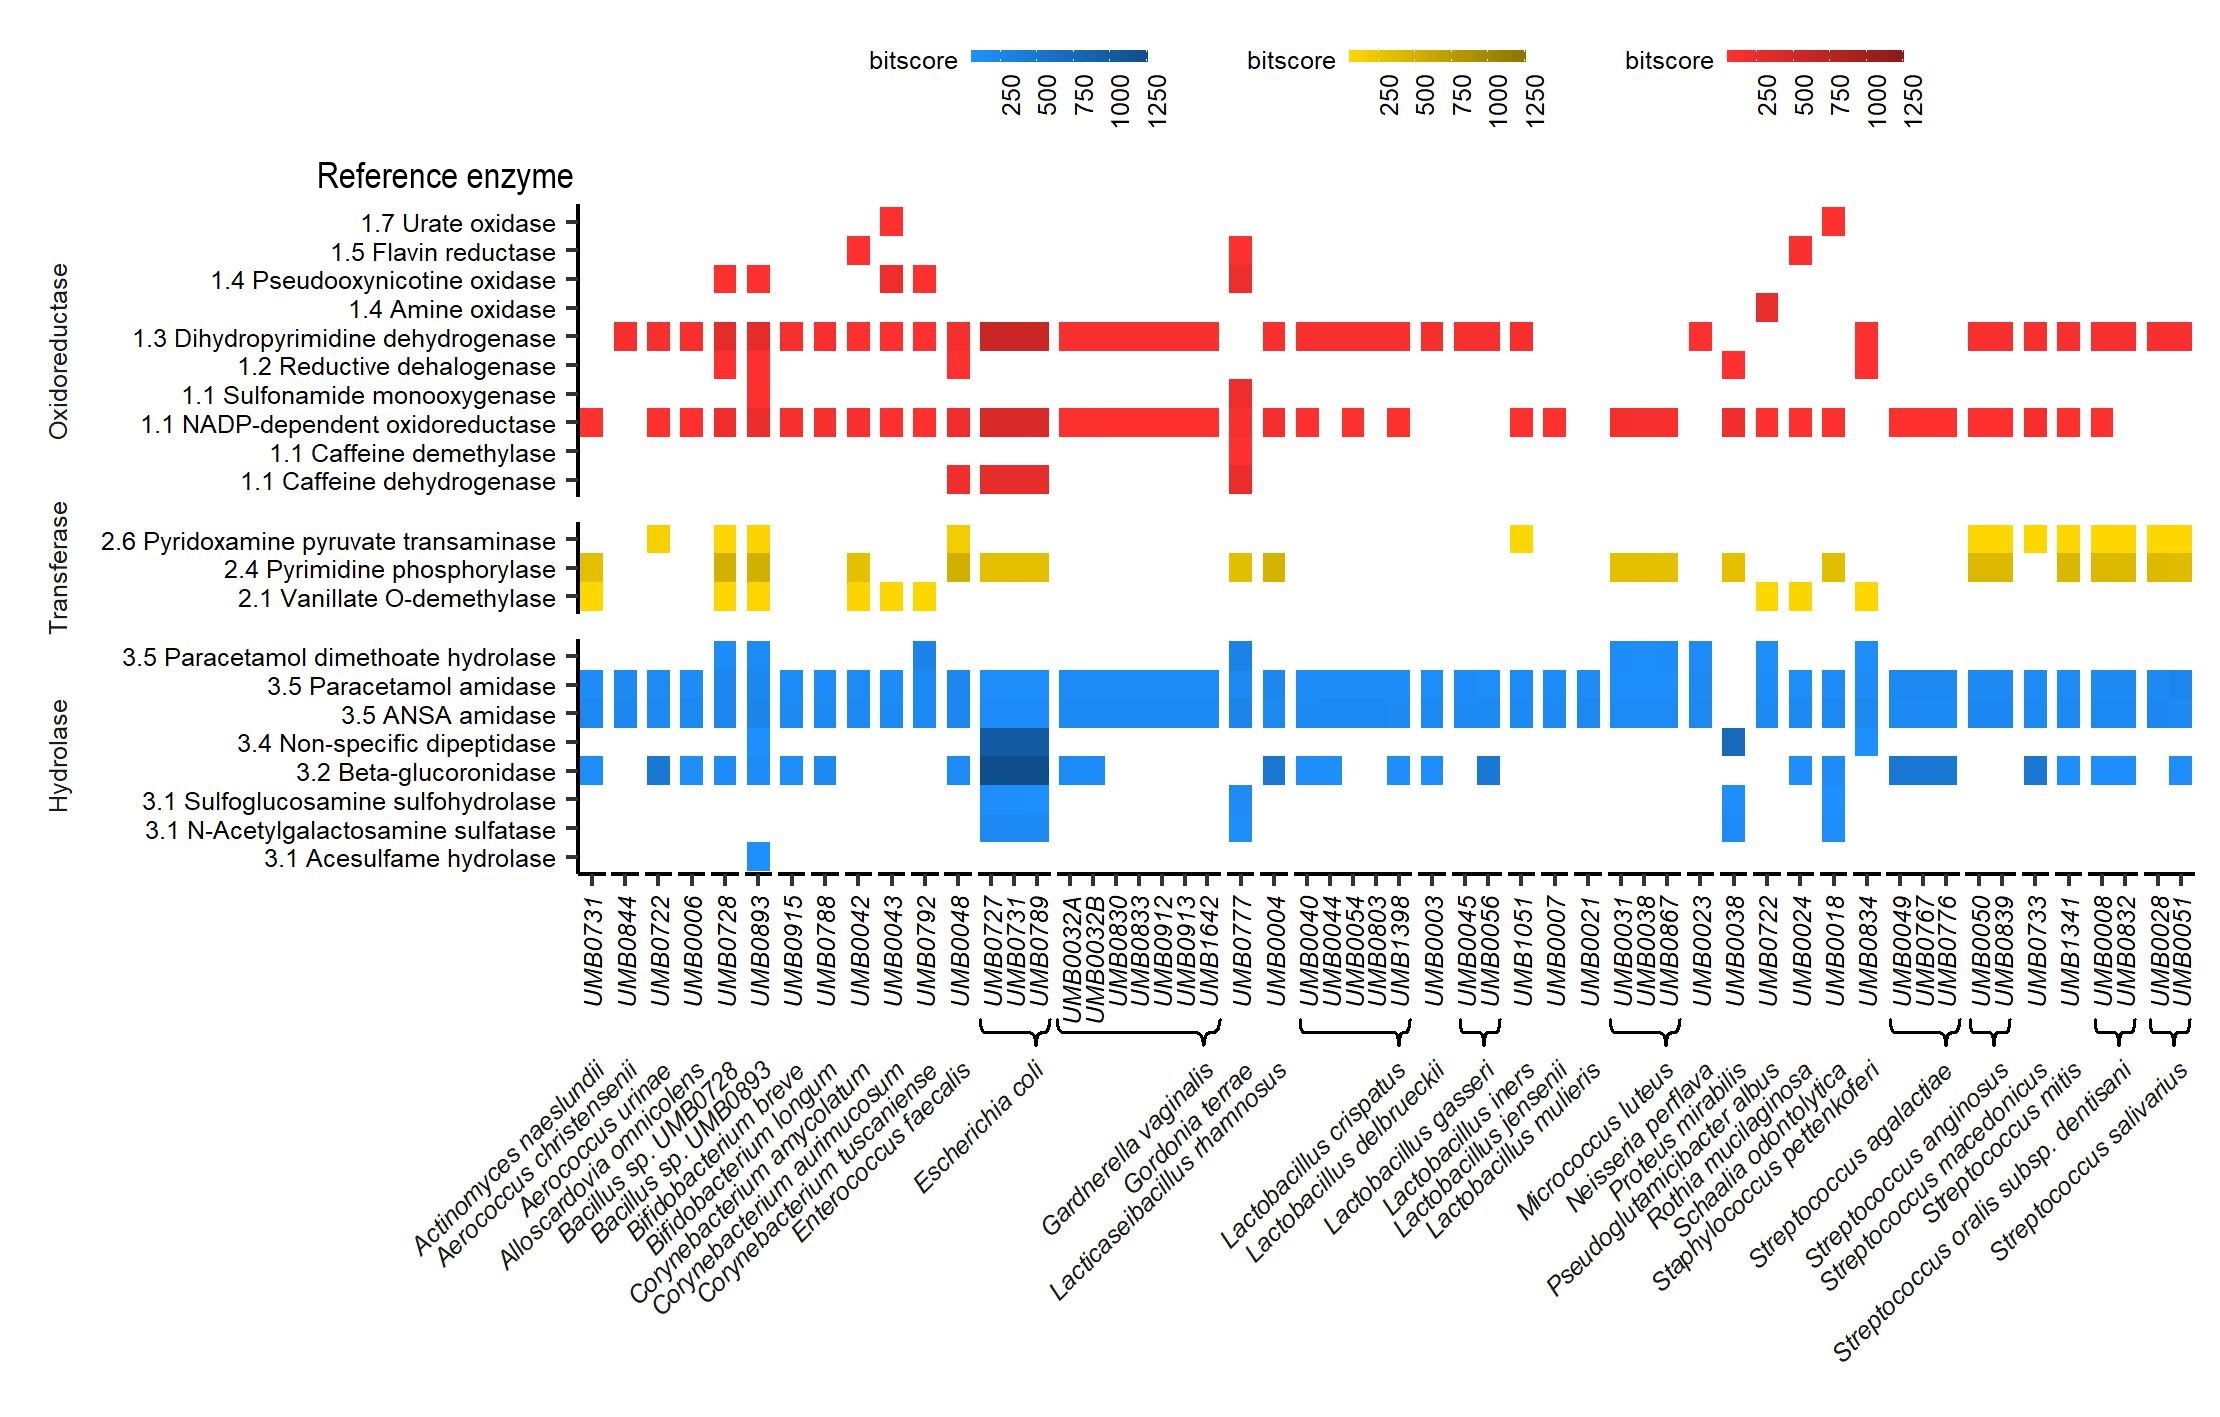 bitscore
250
500
750
1000
1250
bitscore
250
500
750
1000
1250
bitscore
250
500
750
1000
1250
Reference enzyme
Oxidoreductase
1.7 Urate oxidase
1.5 Flavin reductase
1.4 Pseudooxynicotine oxidase
1.4 Amine oxidase
1.3 Dihydropyrimidine dehydrogenase
1.2 Reductive dehalogenase
1.1 Sulfonamide monooxygenase
1.1 NADP-dependent oxidoreductase
1.1 Caffeine demethylase
1.1 Caffeine dehydrogenase
Transferase
2.6 Pyridoxamine pyruvate transaminase
2.4 Pyrimidine phosphorylase
2.1 Vanillate O-demethylase
Hydrolase
3.5 Paracetamol dimethoate hydrolase
3.5 Paracetamol amidase
3.5 ANSA amidase
3.4 Non-specific dipeptidase
3.2 Beta-glucoronidase
3.1 Sulfoglucosamine sulfohydrolase
3.1 N-Acetylgalactosamine sulfatase
3.1 Acesulfame hydrolase
UMB0731
UMB0844
UMB0722
UMB0006
UMB0728
UMB0893
UMB0915
UMB0788
UMB0042
UMB0043
UMB0792
UMB0048
UMB0727
UMB0731
UMB0789
UMB0032A
UMB0032B
UMB0830
UMB0833
UMB0912
UMB0913
UMB1642
UMB0777
UMB0004
UMB0040
UMB0044
UMB0054
UMB0803
UMB1398
UMB0003
UMB0045
UMB0056
UMB1051
UMB0007
UMB0021
UMB0031
UMB0038
UMB0867
UMB0023
UMB0038
UMB0722
UMB0024
UMB0018
UMB0834
UMB0049
UMB0767
UMB0776
UMB0050
UMB0839
UMB0733
UMB1341
UMB0008
UMB0832
UMB0028
UMB0051
Actinomyces naeslundii
Aerococcus christensenii
Aerococcus urinae
Alloscardovia omnicolens
Bacillus sp. UMB0728
Bacillus sp. UMB0893
Bifidobacterium breve
Bifidobacterium longum
Corynebacterium amycolatum
Corynebacterium aurimucosum
Corynebacterium tuscaniense
Enterococcus faecalis
Escherichia coli
Gardnerella vaginalis
Gordonia terrae
Lacticaseibacillus rhamnosus
Lactobacillus crispatus
Lactobacillus delbrueckii
Lactobacillus gasseri
Lactobacillus iners
Lactobacillus jensenii
Lactobacillus mulieris
Micrococcus luteus
Neisseria perflava
Proteus mirabilis
Pseudoglutamicibacter albus
Rothia mucilaginosa
Schaalia odontolytica
Staphylococcus pettenkoferi
Streptococcus agalactiae
Streptococcus anginosus
Streptococcus macedonicus
Streptococcus mitis
Streptococcus oralis subsp. dentisani
Streptococcus salivarius